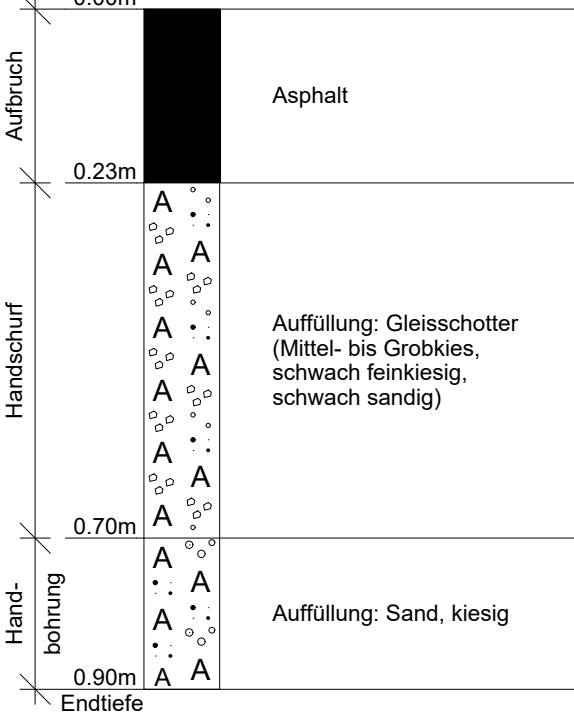 0.00m
Aufbruch
Asphalt
0.23m
A
A
A
A
Handschurf
Auffüllung: Gleisschotter
(Mittel- bis Grobkies,
schwach feinkiesig,
schwach sandig)
A
A
A
A
A
0.70m
A
Hand-
bohrung
A
A
Auffüllung: Sand, kiesig
0.90m
A
A
Endtiefe